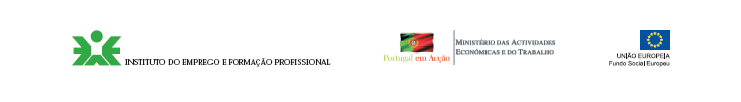 INSTITUTO DO EMPREGO E FORMAÇÃO PROFISSIONAL
Portugal em Acção
MINISTÉRIO DAS ACTIVIDADES
ECONÓMICAS E DO TRABALHO
UNIÃO EUROPEIA
Fundo Social Europeu